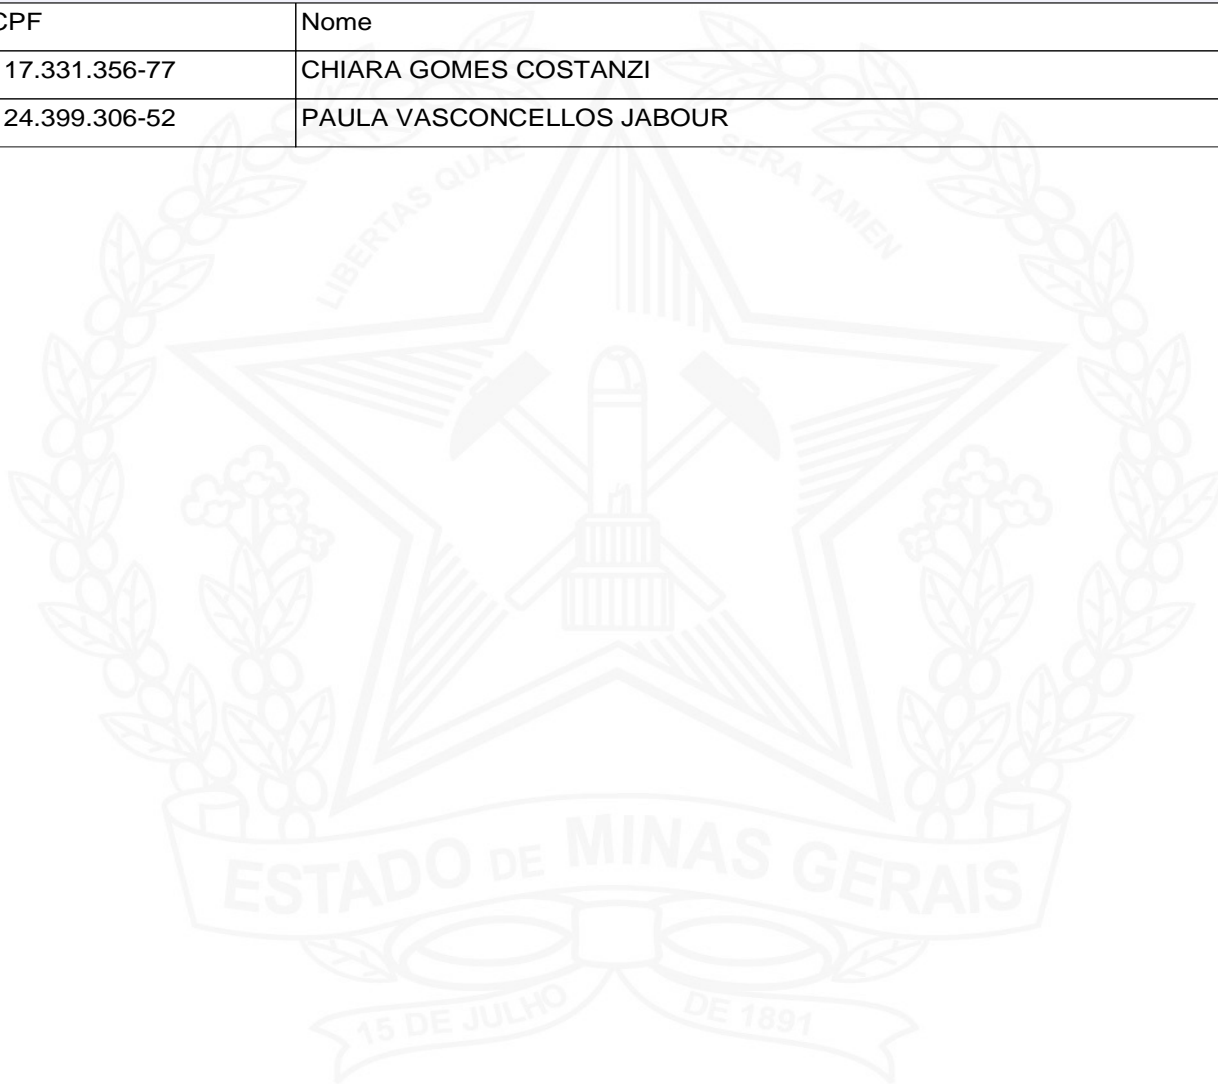 CPF Nome
17.331.356-77 CHIARA GOMES COSTANZI
24.399.306-52 PAULA VASCONCELLOS JABOUR
LIBERTAS QUAE SERA TAMEN
ESTADO DE MINAS GERAIS
15 DE JULHO DE 1891